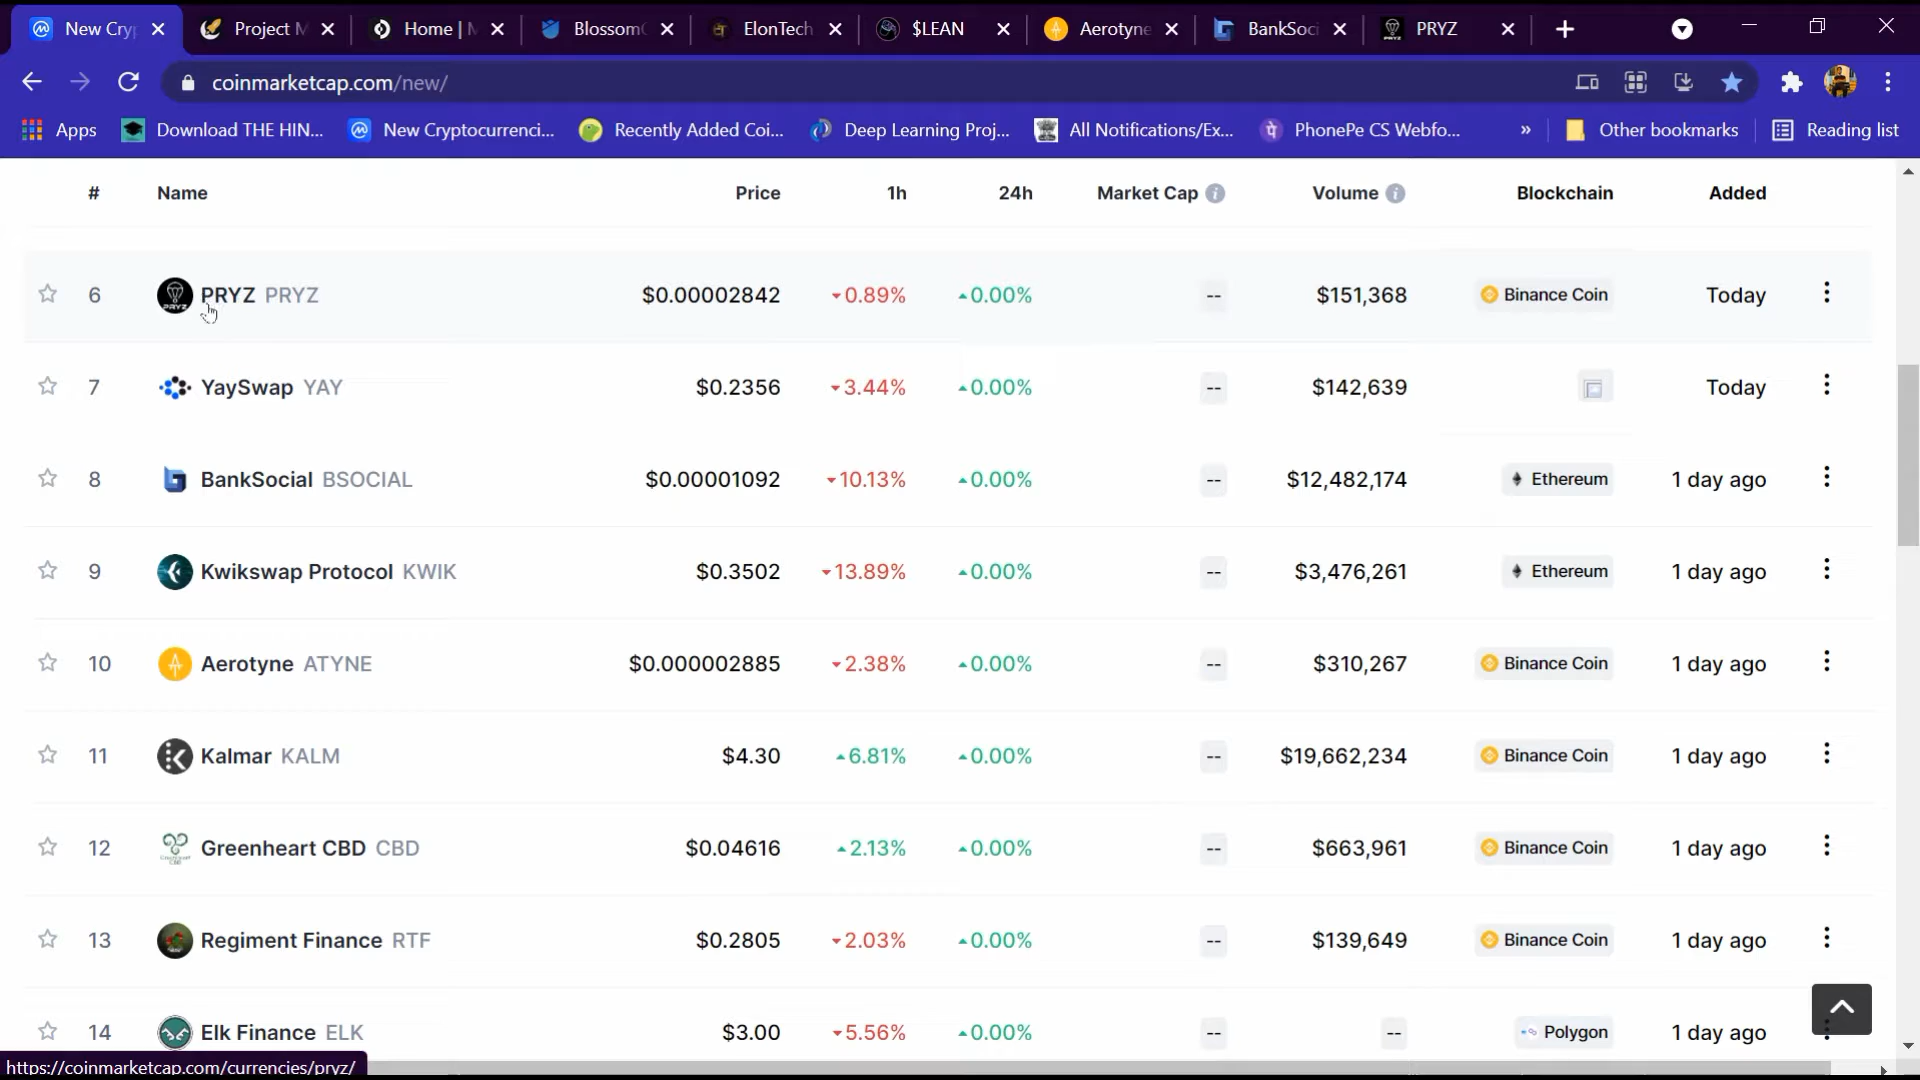 New Cry
Project M
Home | M
Blossom
ElonTech
$LEAN
Aerotyne
BankSoci
PRYZ
coinmarketcap.com/new/
Apps
Download THE HIN...
New Cryptocurrenci...
Recently Added Coi...
Deep Learning Proj...
All Notifications/Ex...
PhonePe CS Webfo...
»
Other bookmarks
Reading list
# Name Price 1h 24h Market Cap Volume Blockchain Added
6 PRYZ PRYZ $0.00002842 0.89% 0.00% -- $151,368 Binance Coin Today
7 YaySwap YAY $0.2356 3.44% 0.00% -- $142,639 Today
8 BankSocial BSOCIAL $0.00001092 10.13% 0.00% -- $12,482,174 Ethereum 1 day ago
9 Kwikswap Protocol KWIK $0.3502 13.89% 0.00% -- $3,476,261 Ethereum 1 day ago
10 Aerotyne ATYNE $0.000002885 2.38% 0.00% -- $310,267 Binance Coin 1 day ago
11 Kalmar KALM $4.30 6.81% 0.00% -- $19,662,234 Binance Coin 1 day ago
12 Greenheart CBD CBD $0.04616 2.13% 0.00% -- $663,961 Binance Coin 1 day ago
13 Regiment Finance RTF $0.2805 2.03% 0.00% -- $139,649 Binance Coin 1 day ago
14 Elk Finance ELK $3.00 5.56% 0.00% -- -- Polygon 1 day ago
https://coinmarketcap.com/currencies/pryz/